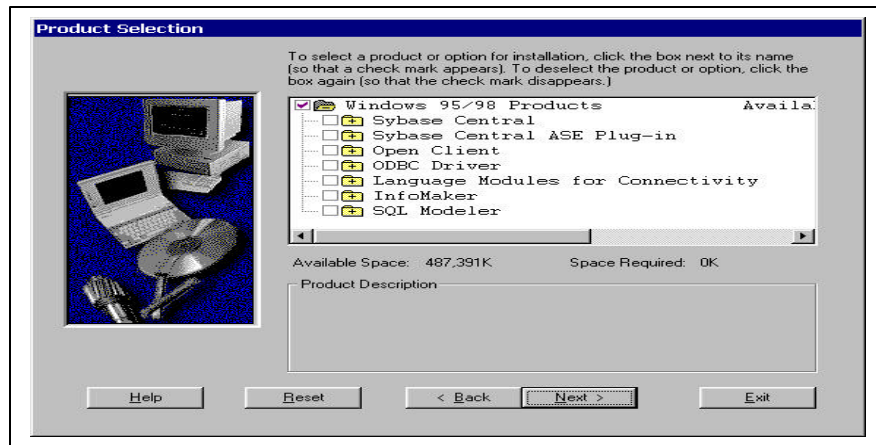 Product Selection
To select a product or option for installation, click the box next to its name
(so that a check mark appears). To deselect the product or option, click the
box again (so that the check mark disappears.)
Windows 95/98 Products Availa
Sybase Central
Sybase Central ASE Plug-in
Open Client
ODBC Driver
Language Modules for Connectivity
InfoMaker
SQL Modeler
Available Space: 487,391K Space Required: 0K
Product Description
Help Reset < Back Next > Exit